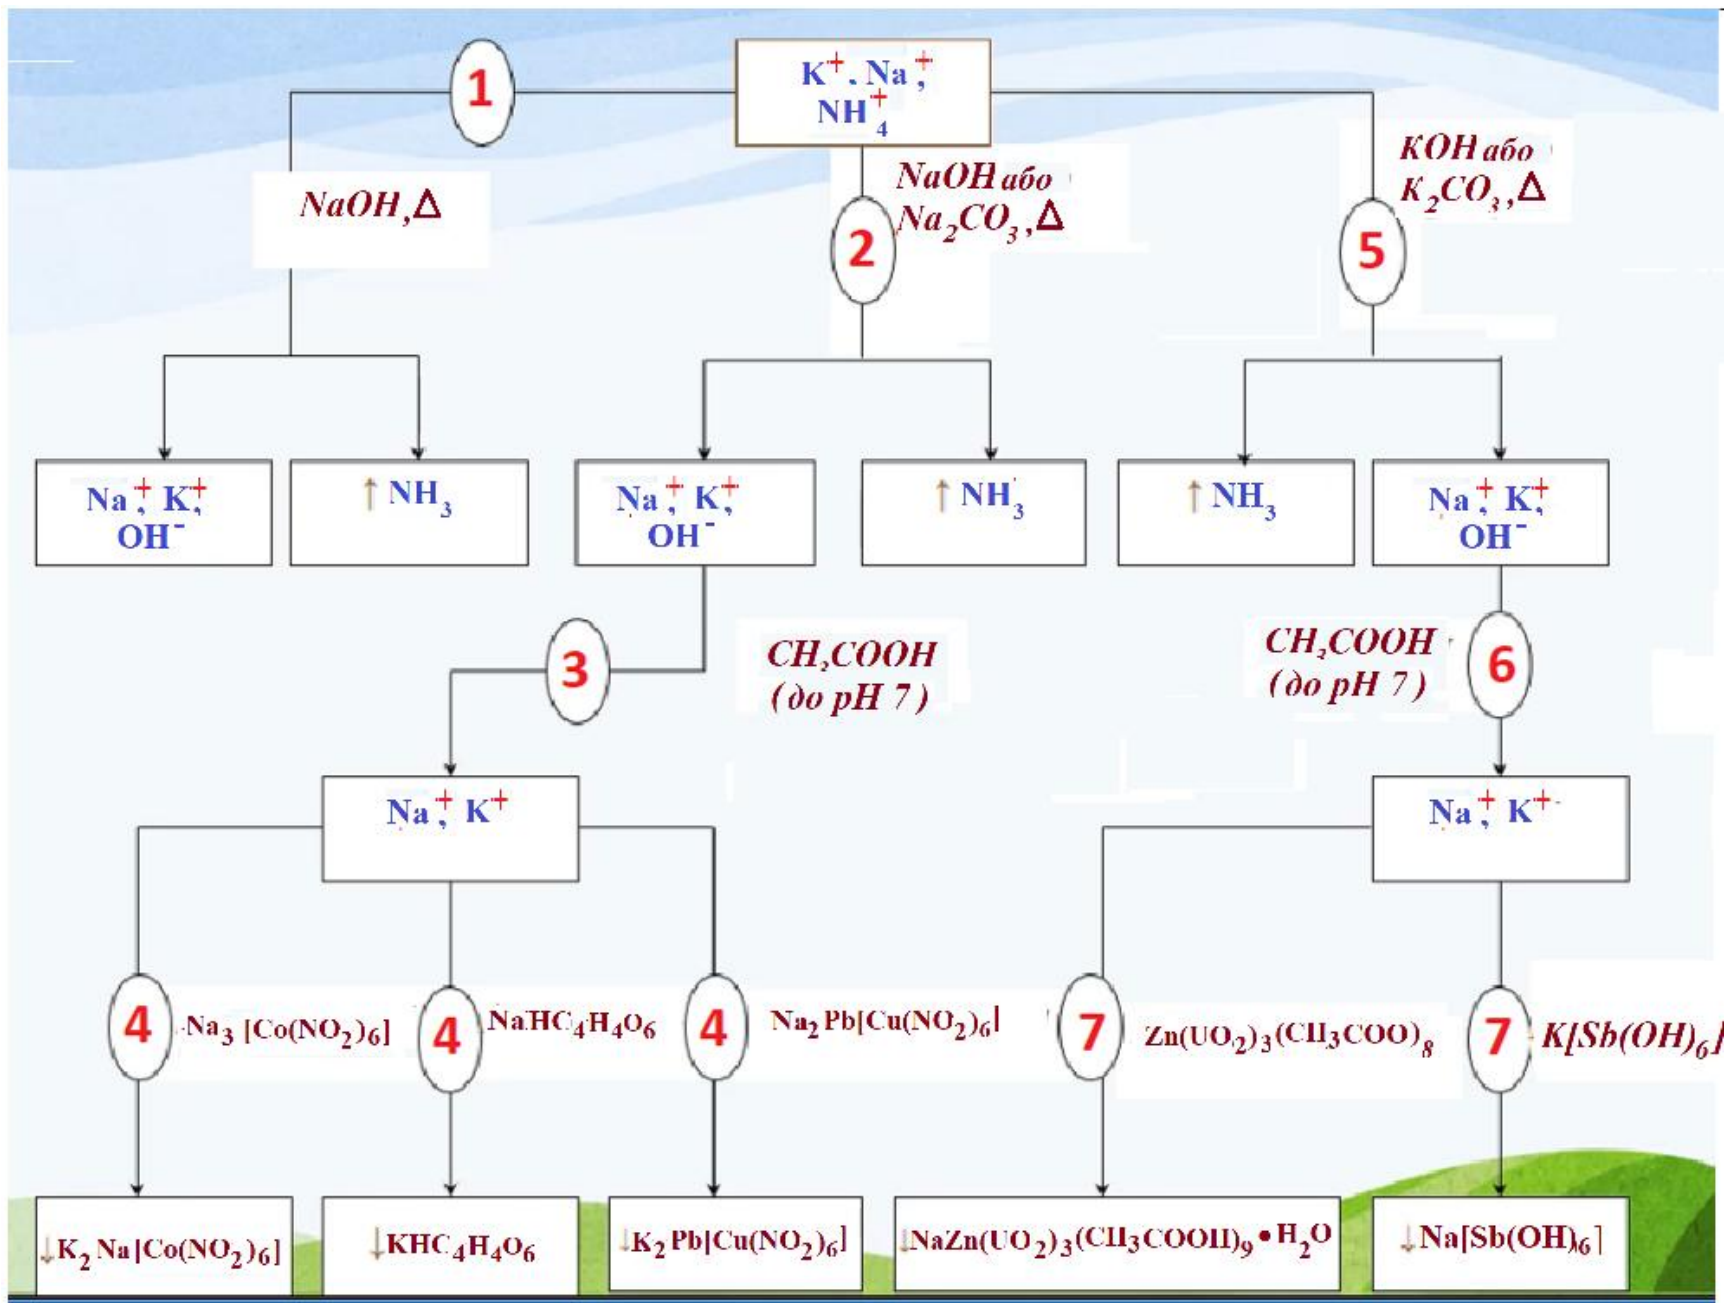 K⁺, Na⁺,
NH₄⁺
1
NaOH, Δ
NaOH або
Na₂CO₃, Δ
2
KOH або
K₂CO₃, Δ
5
Na⁺, K⁺,
OH⁻
↑ NH₃
Na⁺, K⁺,
OH⁻
↑ NH₃
↑ NH₃
Na⁺, K⁺,
OH⁻
3
CH₃COOH
(до pH 7)
CH₃COOH
(до pH 7)
6
Na⁺, K⁺
Na⁺, K⁺
4
Na₃[Co(NO₂)₆]
4
NaHC₄H₄O₆
4
Na₂Pb[Cu(NO₂)₆]
7
Zn(UO₂)₃(CH₃COO)₈
7
K[Sb(OH)₆]
↓K₂Na[Co(NO₂)₆]
↓KHC₄H₄O₆
↓K₂Pb[Cu(NO₂)₆]
↓NaZn(UO₂)₃(CH₃COOH)₉•H₂O
↓Na[Sb(OH)₆]